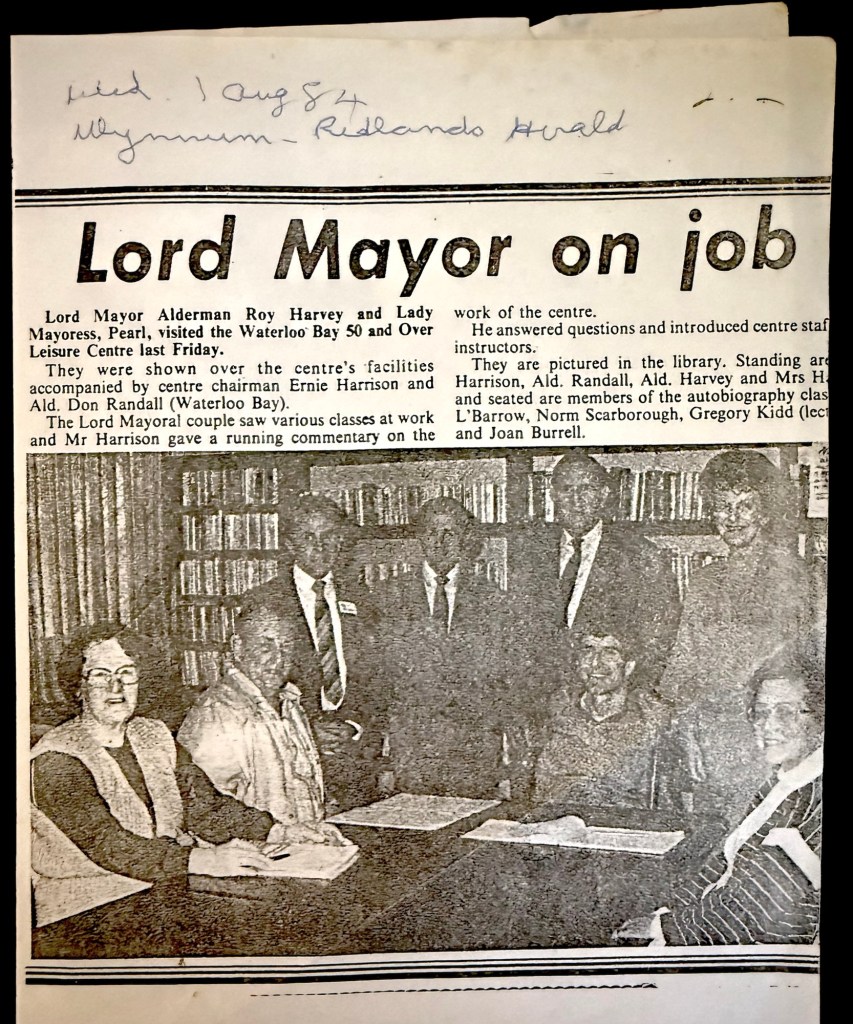 Wed. 1 Aug 84
Wynnum - Redlands Herald
Lord Mayor on job
Lord Mayor Alderman Roy Harvey and Lady
Mayoress, Pearl, visited the Waterloo Bay 50 and Over
Leisure Centre last Friday.
They were shown over the centre's facilities
accompanied by centre chairman Ernie Harrison and
Ald. Don Randall (Waterloo Bay).
The Lord Mayoral couple saw various classes at work
and Mr Harrison gave a running commentary on the
work of the centre.
He answered questions and introduced centre staf
instructors.
They are pictured in the library. Standing are
Harrison, Ald. Randall, Ald. Harvey and Mrs H
and seated are members of the autobiography clas
L'Barrow, Norm Scarborough, Gregory Kidd (lect
and Joan Burrell.